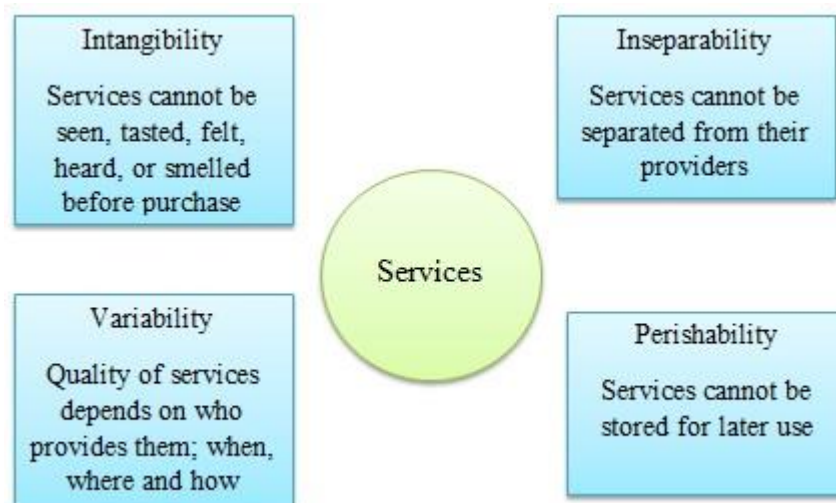 Intangibility
Services cannot be
seen, tasted, felt,
heard, or smelled
before purchase
Inseparability
Services cannot be
separated from their
providers
Services
Variability
Quality of services
depends on who
provides them; when,
where and how
Perishability
Services cannot be
stored for later use